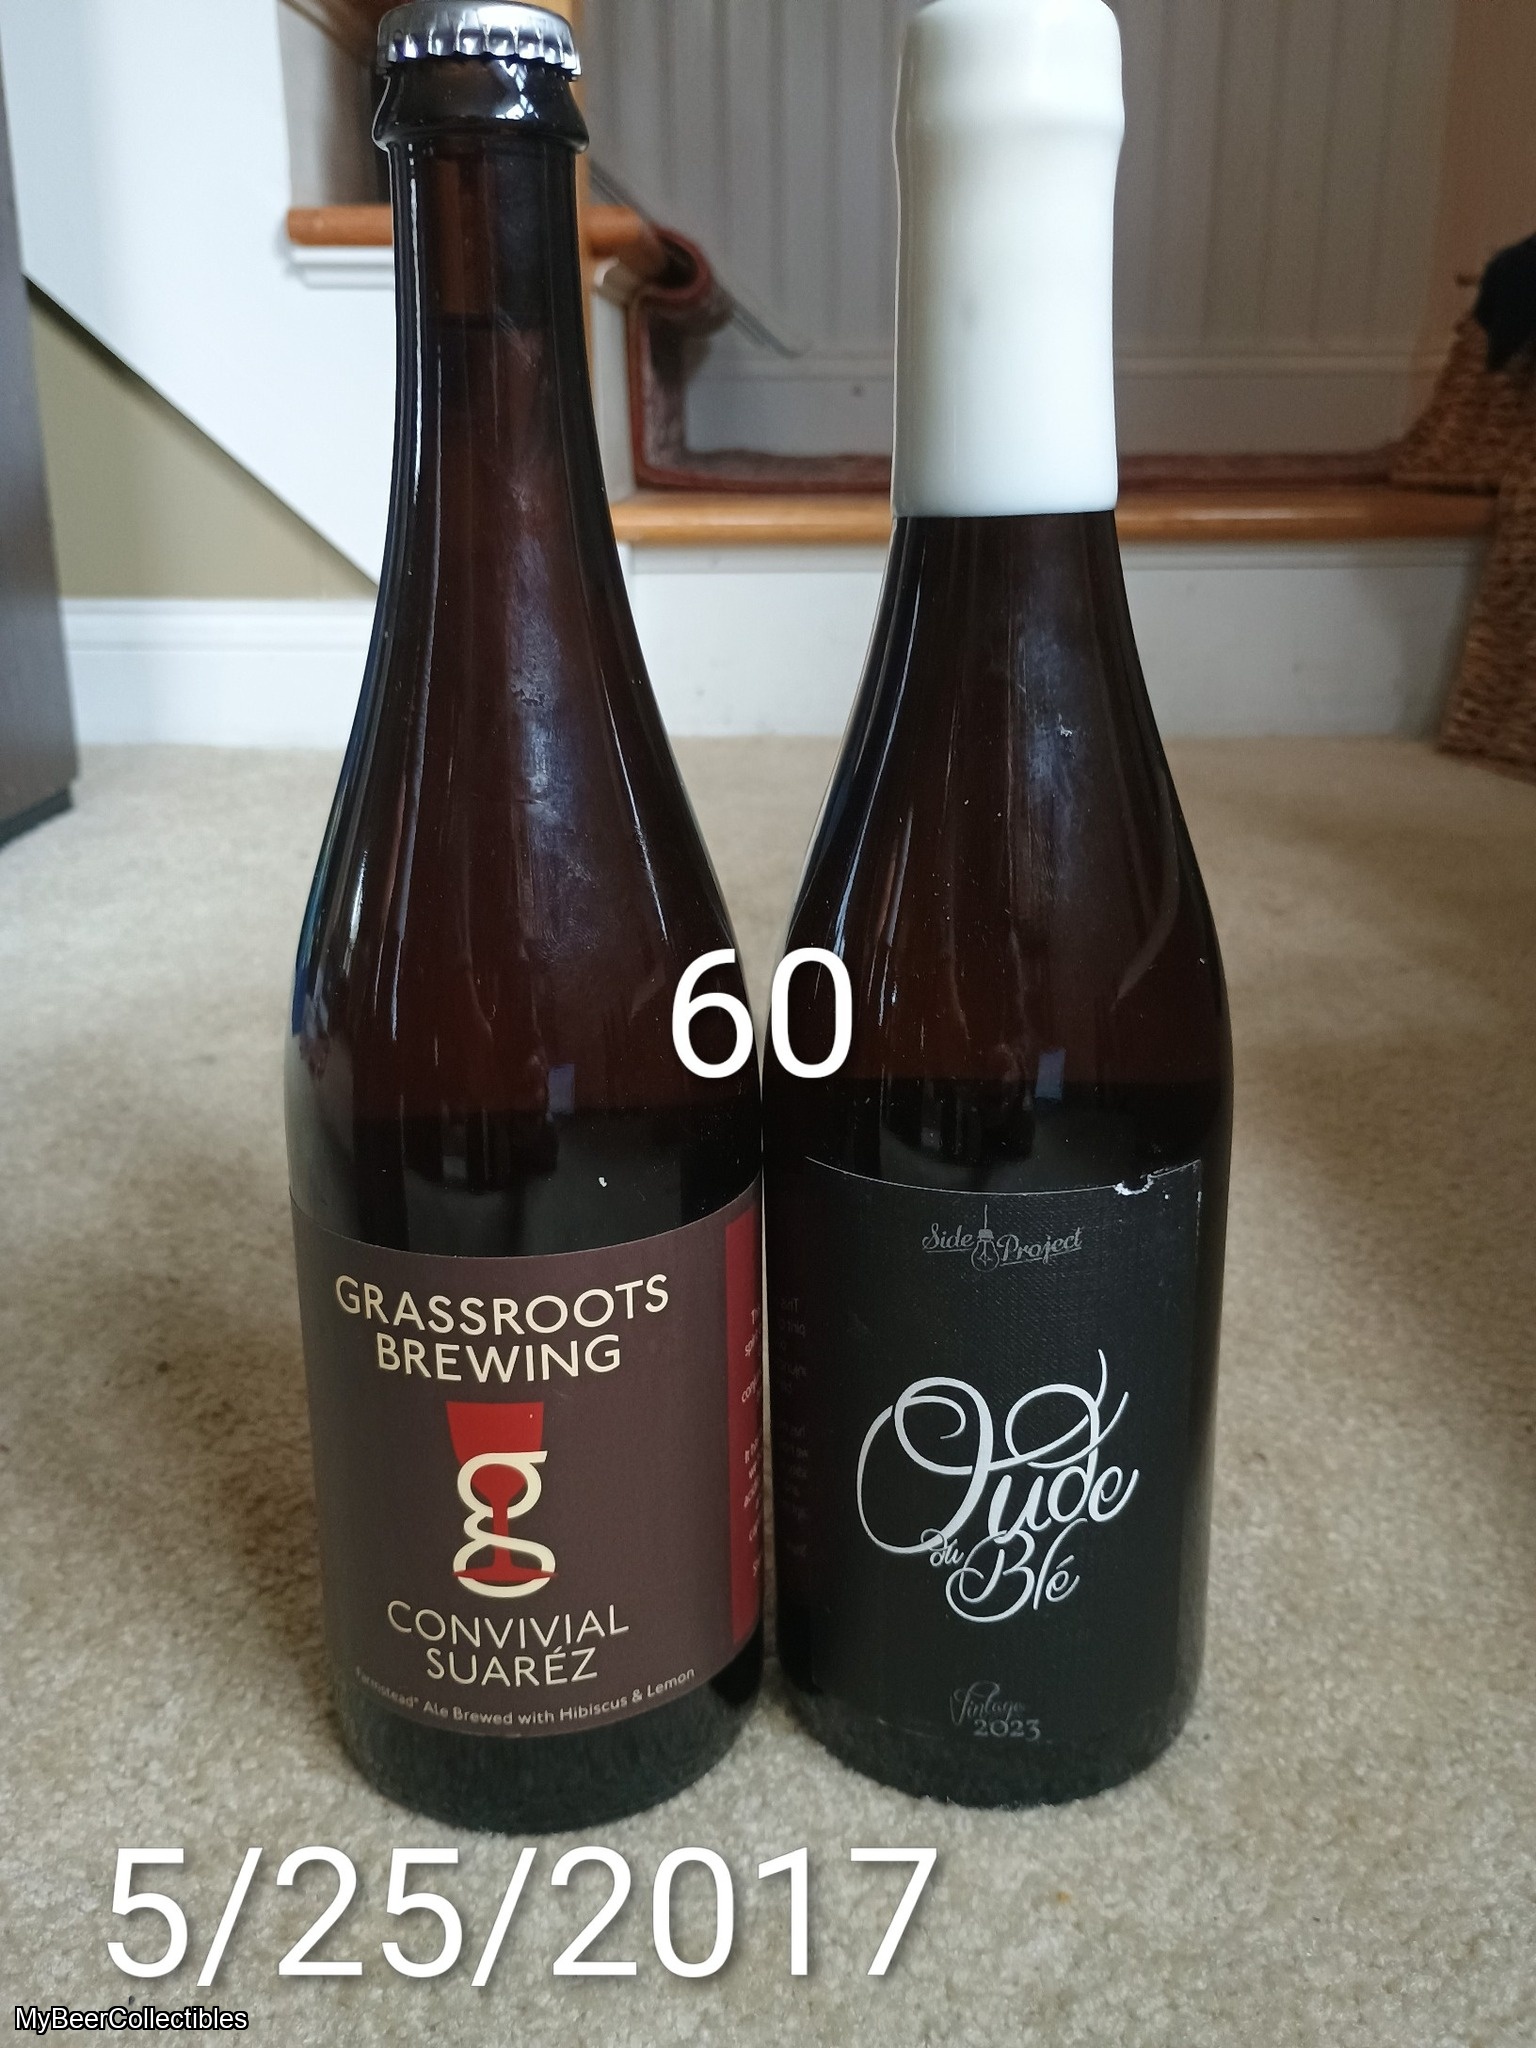 60
GRASSROOTS
BREWING
g
CONVIVIAL
SUARÉZ
Farmstead® Ale Brewed with Hibiscus & Lemon
Side Project
Oude
du
Blé
Vintage
2023
5/25/2017
MyBeerCollectibles